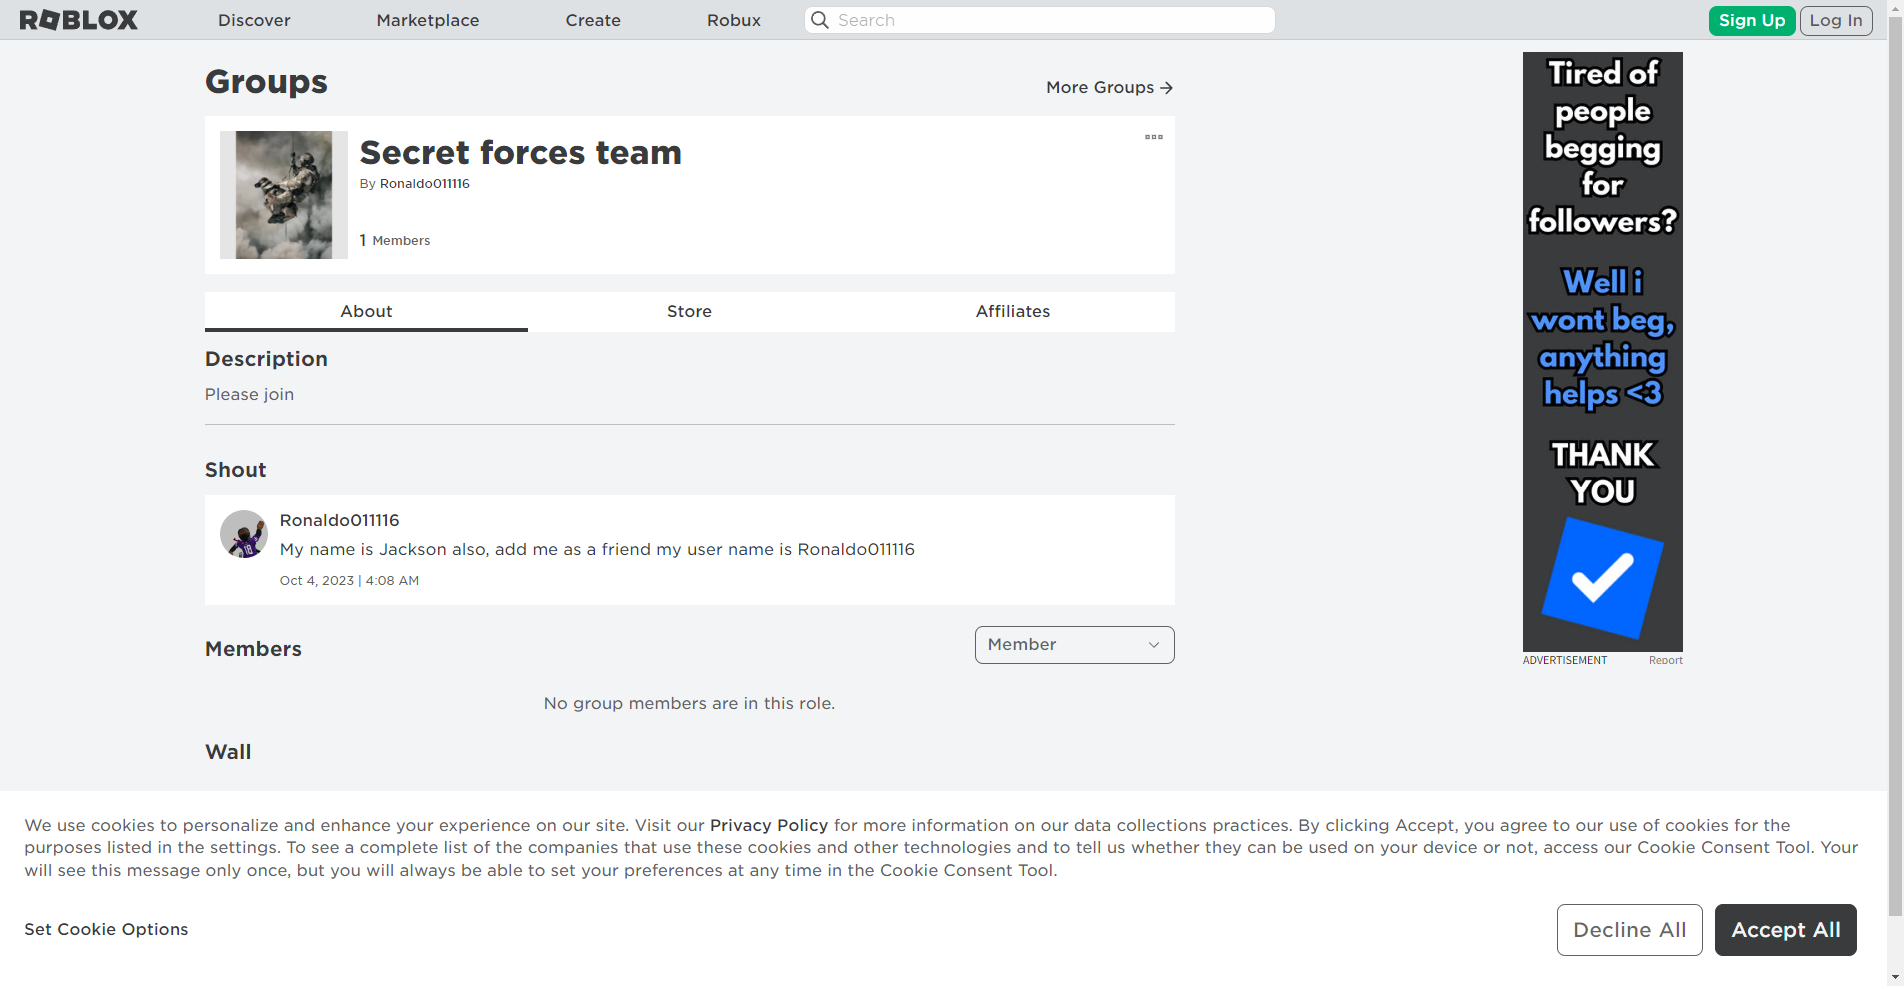 ROBLOX
Discover
Marketplace
Create
Robux
Search
Sign Up
Log In
Groups
More Groups
Secret forces team
By Ronaldo011116
1 Members
About
Store
Affiliates
Description
Please join
Shout
Ronaldo011116
My name is Jackson also, add me as a friend my user name is Ronaldo011116
Oct 4, 2023 | 4:08 AM
Members
Member
No group members are in this role.
Wall
Tired of
people
begging
for
followers?
Well i
wont beg,
anything
helps <3
THANK
YOU
ADVERTISEMENT
Report
We use cookies to personalize and enhance your experience on our site. Visit our Privacy Policy for more information on our data collections practices. By clicking Accept, you agree to our use of cookies for the
purposes listed in the settings. To see a complete list of the companies that use these cookies and other technologies and to tell us whether they can be used on your device or not, access our Cookie Consent Tool. Your
will see this message only once, but you will always be able to set your preferences at any time in the Cookie Consent Tool.
Set Cookie Options
Decline All
Accept All